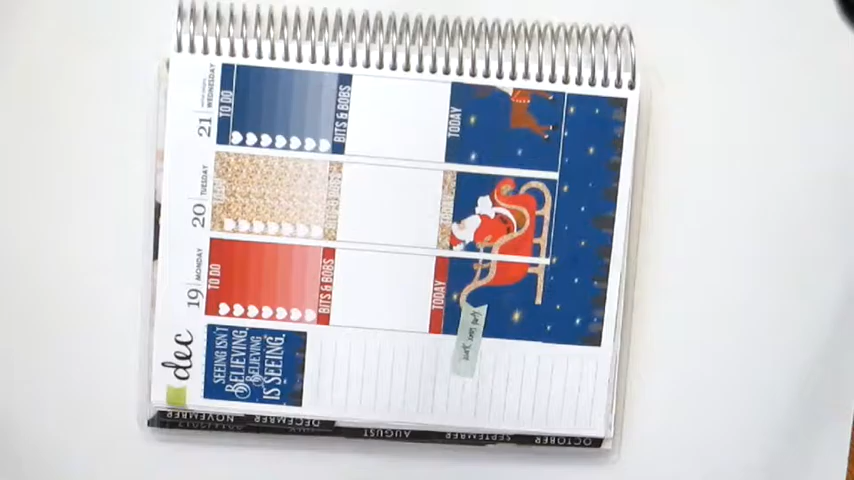 dec
SEEING ISN'T
BELIEVING,
BELIEVING
IS SEEING.
19 MONDAY
TO DO
BITS & BOBS
TODAY
20 TUESDAY
21 WEDNESDAY
TO DO
BITS & BOBS
TODAY
NOVEMBER
DECEMBER
AUGUST
SEPTEMBER
OCTOBER